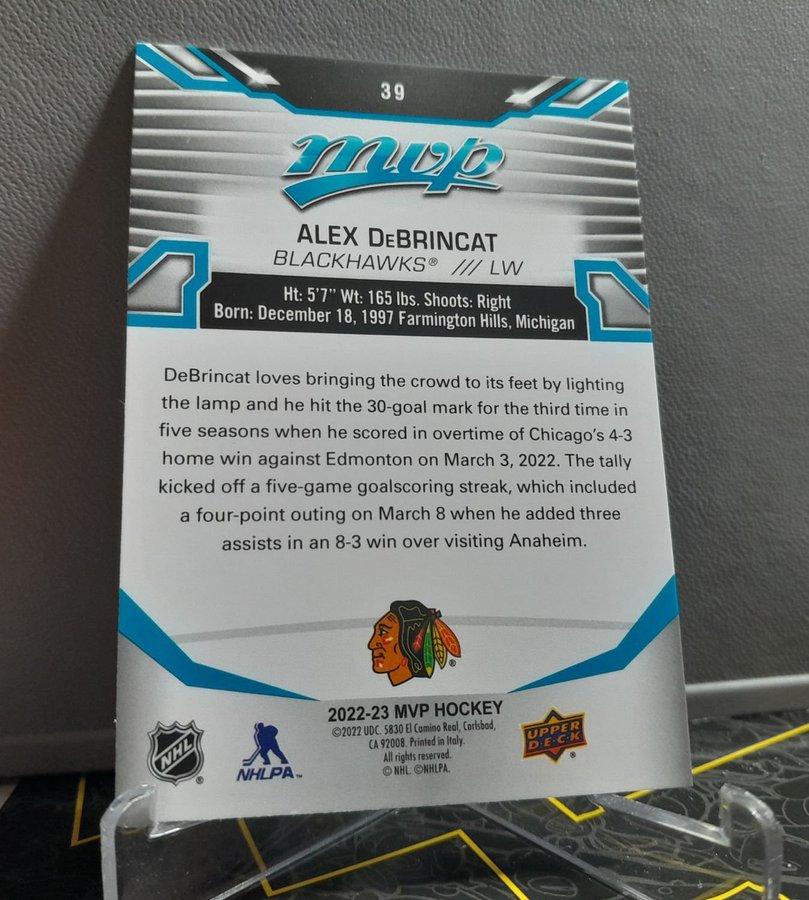 39
mvp
ALEX DEBRINCAT
BLACKHAWKS® /// LW
Ht: 5'7" Wt: 165 lbs. Shoots: Right
Born: December 18, 1997 Farmington Hills, Michigan
DeBrincat loves bringing the crowd to its feet by lighting
the lamp and he hit the 30-goal mark for the third time in
five seasons when he scored in overtime of Chicago's 4-3
home win against Edmonton on March 3, 2022. The tally
kicked off a five-game goalscoring streak, which included
a four-point outing on March 8 when he added three
assists in an 8-3 win over visiting Anaheim.
®
2022-23 MVP HOCKEY
©2022 UDC. 5830 El Camino Real, Carlsbad,
CA 92008. Printed in Italy.
All rights reserved.
© NHL. ©NHLPA.
NHL®
NHLPA™
UPPER
D·E·C·K®